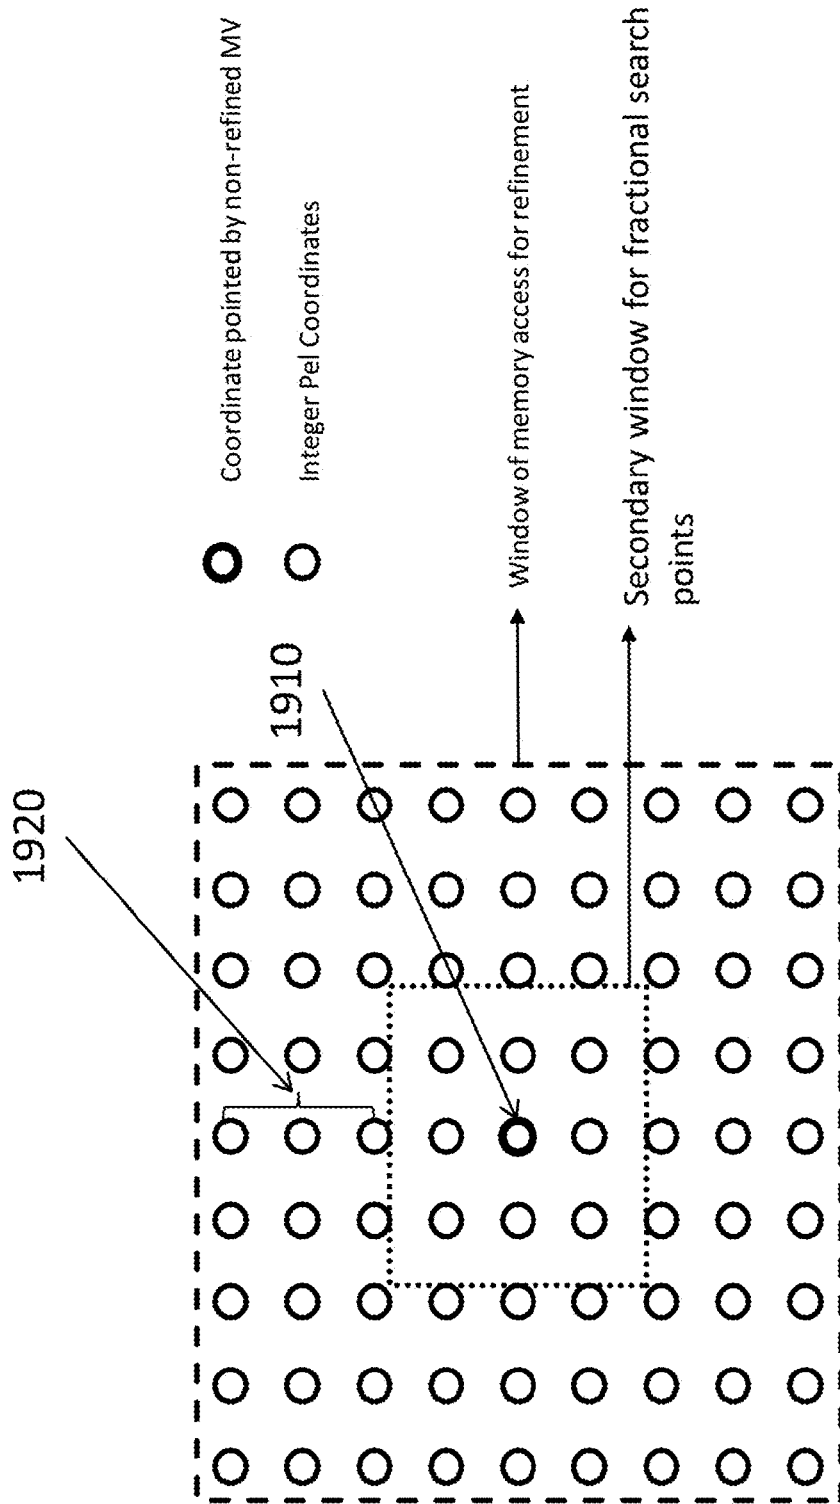 1920
1910
Coordinate pointed by non-refined MV
Integer Pel Coordinates
Window of memory access for refinement
Secondary window for fractional search
points